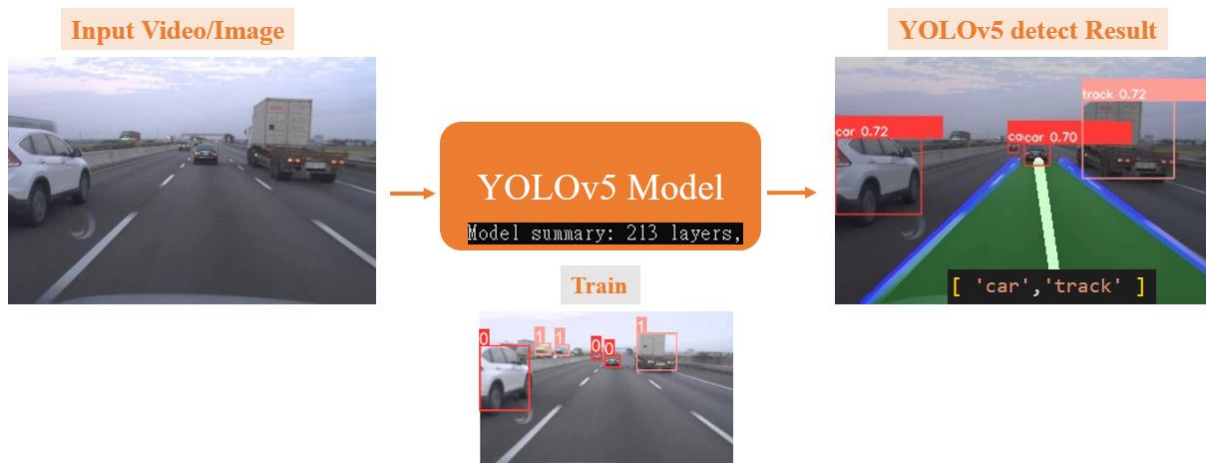 Input Video/Image
YOLOv5 detect Result
track 0.72
car 0.72
car 0.70
YOLOv5 Model
Model summary: 213 layers,
Train
[ 'car','track' ]
0
1
1
0
0
1